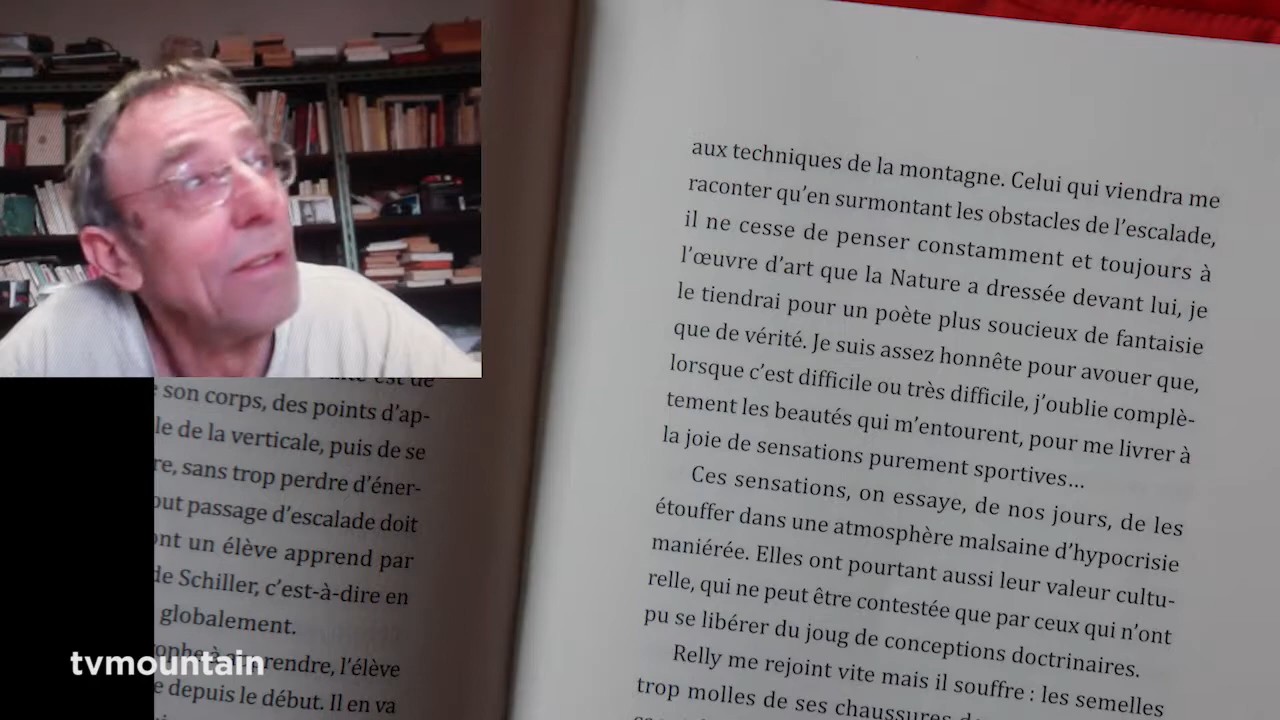 est de
son corps, des points d'ap-
le de la verticale, puis de se
re, sans trop perdre d'éner-
out passage d'escalade doit
ont un élève apprend par
de Schiller, c'est-à-dire en
globalement.
prendre, l'élève
e depuis le début. Il en va
tvmountain
aux techniques de la montagne. Celui qui viendra me
raconter qu'en surmontant les obstacles de l'escalade,
il ne cesse de penser constamment et toujours à
l'œuvre d'art que la Nature a dressée devant lui, je
le tiendrai pour un poète plus soucieux de fantaisie
que de vérité. Je suis assez honnête pour avouer que,
lorsque c'est difficile ou très difficile, j'oublie complè-
tement les beautés qui m'entourent, pour me livrer à
la joie de sensations purement sportives...
Ces sensations, on essaye, de nos jours, de les
étouffer dans une atmosphère malsaine d'hypocrisie
maniérée. Elles ont pourtant aussi leur valeur cultu-
relle, qui ne peut être contestée que par ceux qui n'ont
pu se libérer du joug de conceptions doctrinaires.
Relly me rejoint vite mais il souffre : les semelles
trop molles de ses chaussures